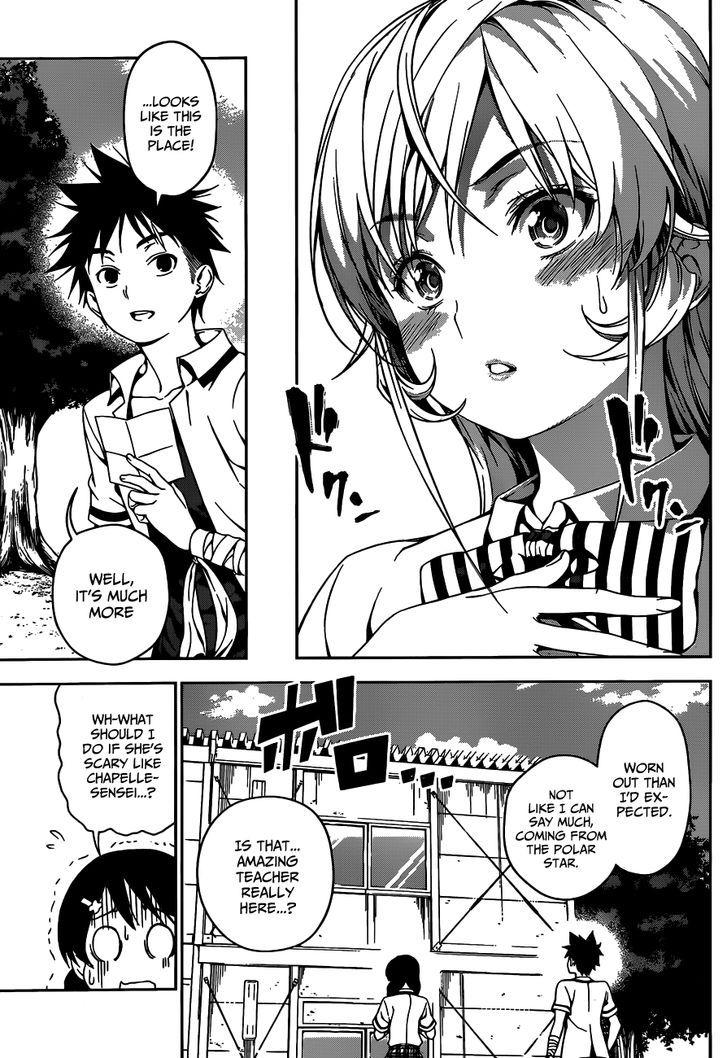 ドクン
ドクン
...LOOKS
LIKE THIS
IS THE
PLACE!
WELL,
IT'S MUCH
MORE
WORN
OUT THAN
I'D EX-
PECTED.
NOT
LIKE I CAN
SAY MUCH,
COMING FROM
THE POLAR
STAR.
ボロ...
IS THAT...
AMAZING
TEACHER
REALLY
HERE...?
WH-WHAT
SHOULD I
DO IF SHE'S
SCARY LIKE
CHAPELLE-
SENSEI...?